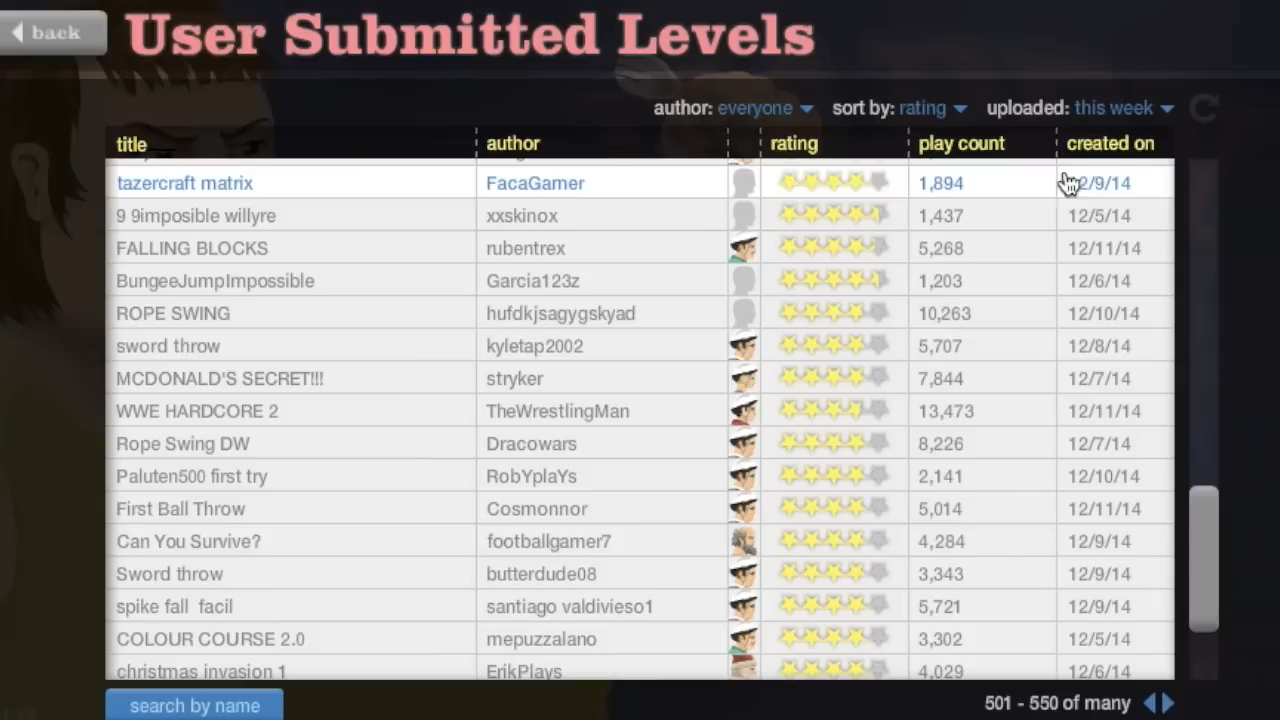 back
User Submitted Levels
author: everyone sort by: rating uploaded: this week
title author rating play count created on
tazercraft matrix FacaGamer 1,894 12/9/14
9 9imposible willyre xxskinox 1,437 12/5/14
FALLING BLOCKS rubentrex 5,268 12/11/14
BungeeJumpImpossible Garcia123z 1,203 12/6/14
ROPE SWING hufdkjsagygskyad 10,263 12/10/14
sword throw kyletap2002 5,707 12/8/14
MCDONALD'S SECRET!!! stryker 7,844 12/7/14
WWE HARDCORE 2 TheWrestlingMan 13,473 12/11/14
Rope Swing DW Dracowars 8,226 12/7/14
Paluten500 first try RobYplaYs 2,141 12/10/14
First Ball Throw Cosmonnor 5,014 12/11/14
Can You Survive? footballgamer7 4,284 12/9/14
Sword throw butterdude08 3,343 12/9/14
spike fall facil santiago valdivieso1 5,721 12/9/14
COLOUR COURSE 2.0 mepuzzalano 3,302 12/5/14
christmas invasion 1 ErikPlays 4,029 12/6/14
search by name 501 - 550 of many